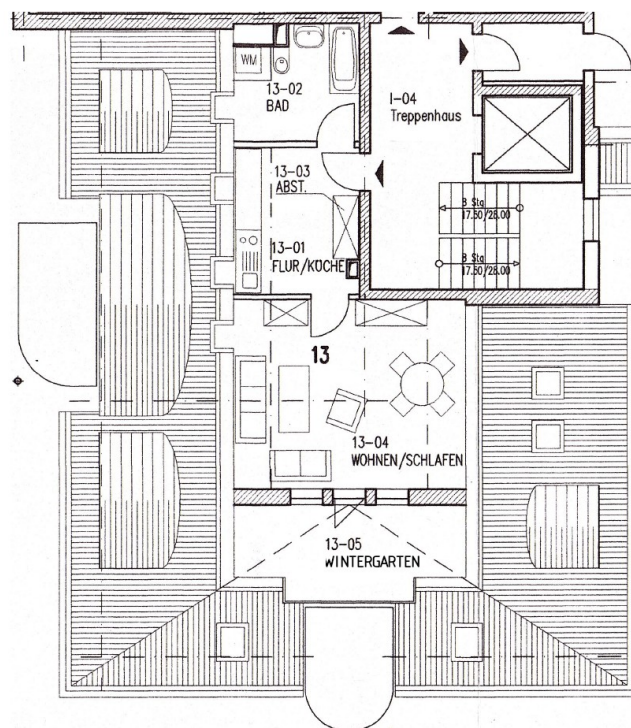 WM
13-02
BAD
I-04
Treppenhaus
13-03
ABST.
8 Stg
17.50/28.00
13-01
FLUR/KÜCHE
8 Stg
17.50/28.00
13
13-04
WOHNEN/SCHLAFEN
13-05
WINTERGARTEN